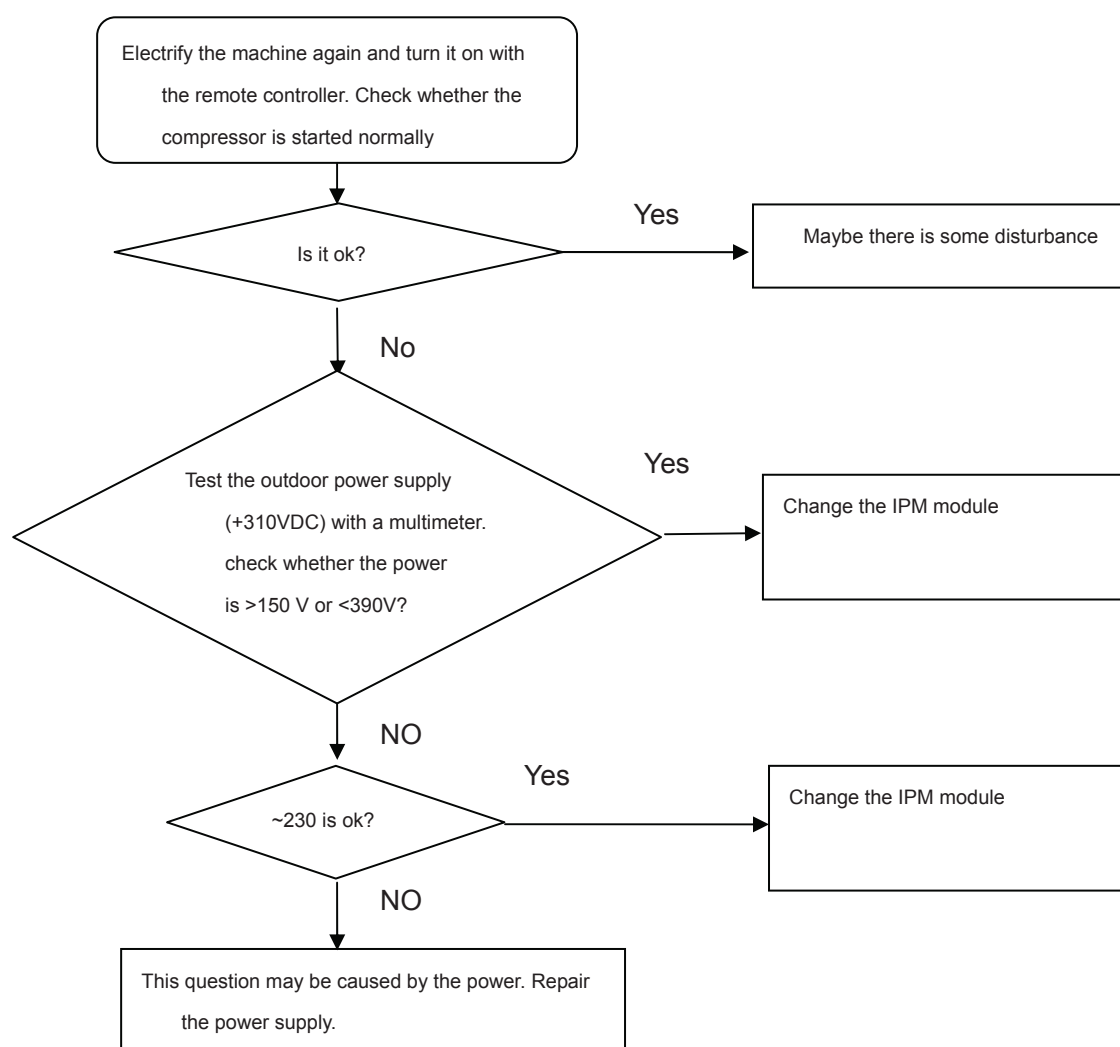 Electrify the machine again and turn it on with
the remote controller. Check whether the
compressor is started normally
Yes
Is it ok?
Maybe there is some disturbance
No
Yes
Test the outdoor power supply
(+310VDC) with a multimeter.
check whether the power
is >150 V or <390V?
Change the IPM module
NO
Yes
~230 is ok?
Change the IPM module
NO
This question may be caused by the power. Repair
the power supply.